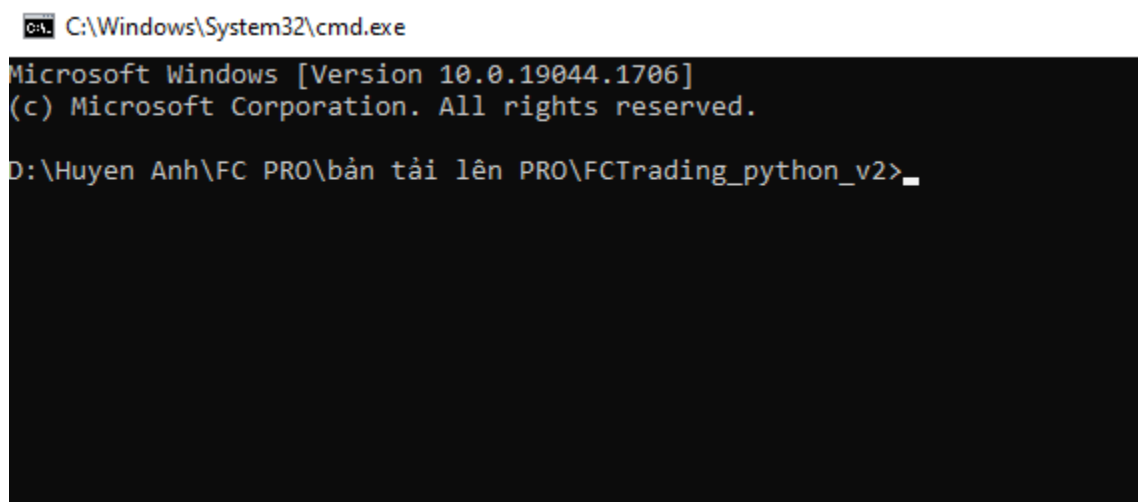 C:\Windows\System32\cmd.exe
Microsoft Windows [Version 10.0.19044.1706]
(c) Microsoft Corporation. All rights reserved.
D:\Huyen Anh\FC PRO\bản tải lên PRO\FCTrading_python_v2>